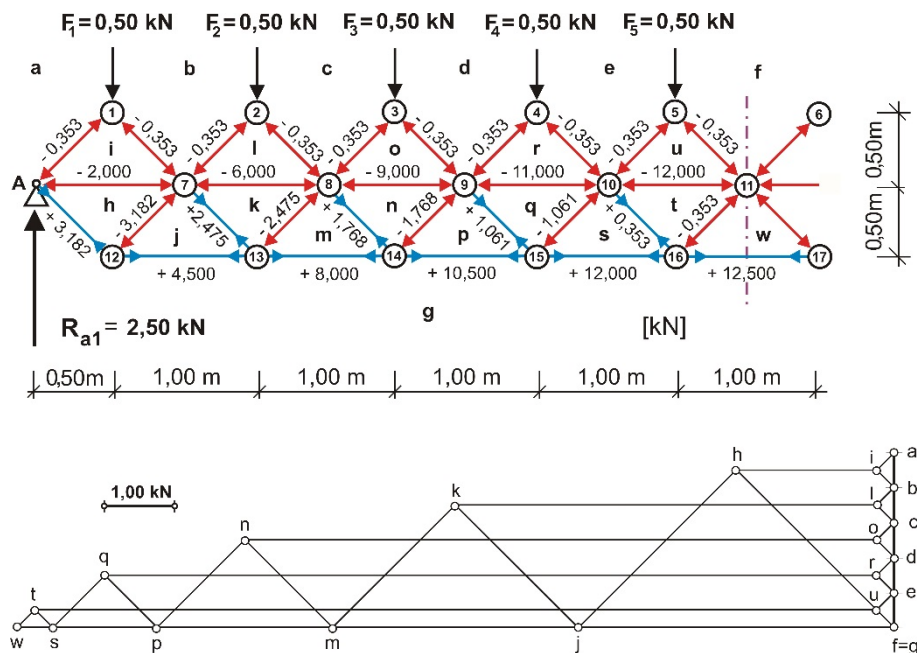 F1=0,50 kN F2=0,50 kN F3=0,50 kN F4=0,50 kN F5=0,50 kN
a b c d e f
1 2 3 4 5 6
- 0,353 - 0,353 - 0,353 - 0,353 - 0,353 - 0,353 - 0,353 - 0,353 - 0,353 - 0,353
i l o r u
- 2,000 - 6,000 - 9,000 - 11,000 - 12,000
A 7 8 9 10 11
h k n q t
+ 3,182 - 3,182 +2,475 - 2,475 + 1,768 - 1,768 + 1,061 - 1,061 + 0,353 - 0,353
j m p s w
12 13 14 15 16 17
+ 4,500 + 8,000 + 10,500 + 12,000 + 12,500
0,50m
0,50m
g
Ra1 = 2,50 kN [kN]
0,50m 1,00 m 1,00 m 1,00 m 1,00 m 1,00 m
1,00 kN
h i a
k l b
n o c
q r d
t u e
w s p m j f=g